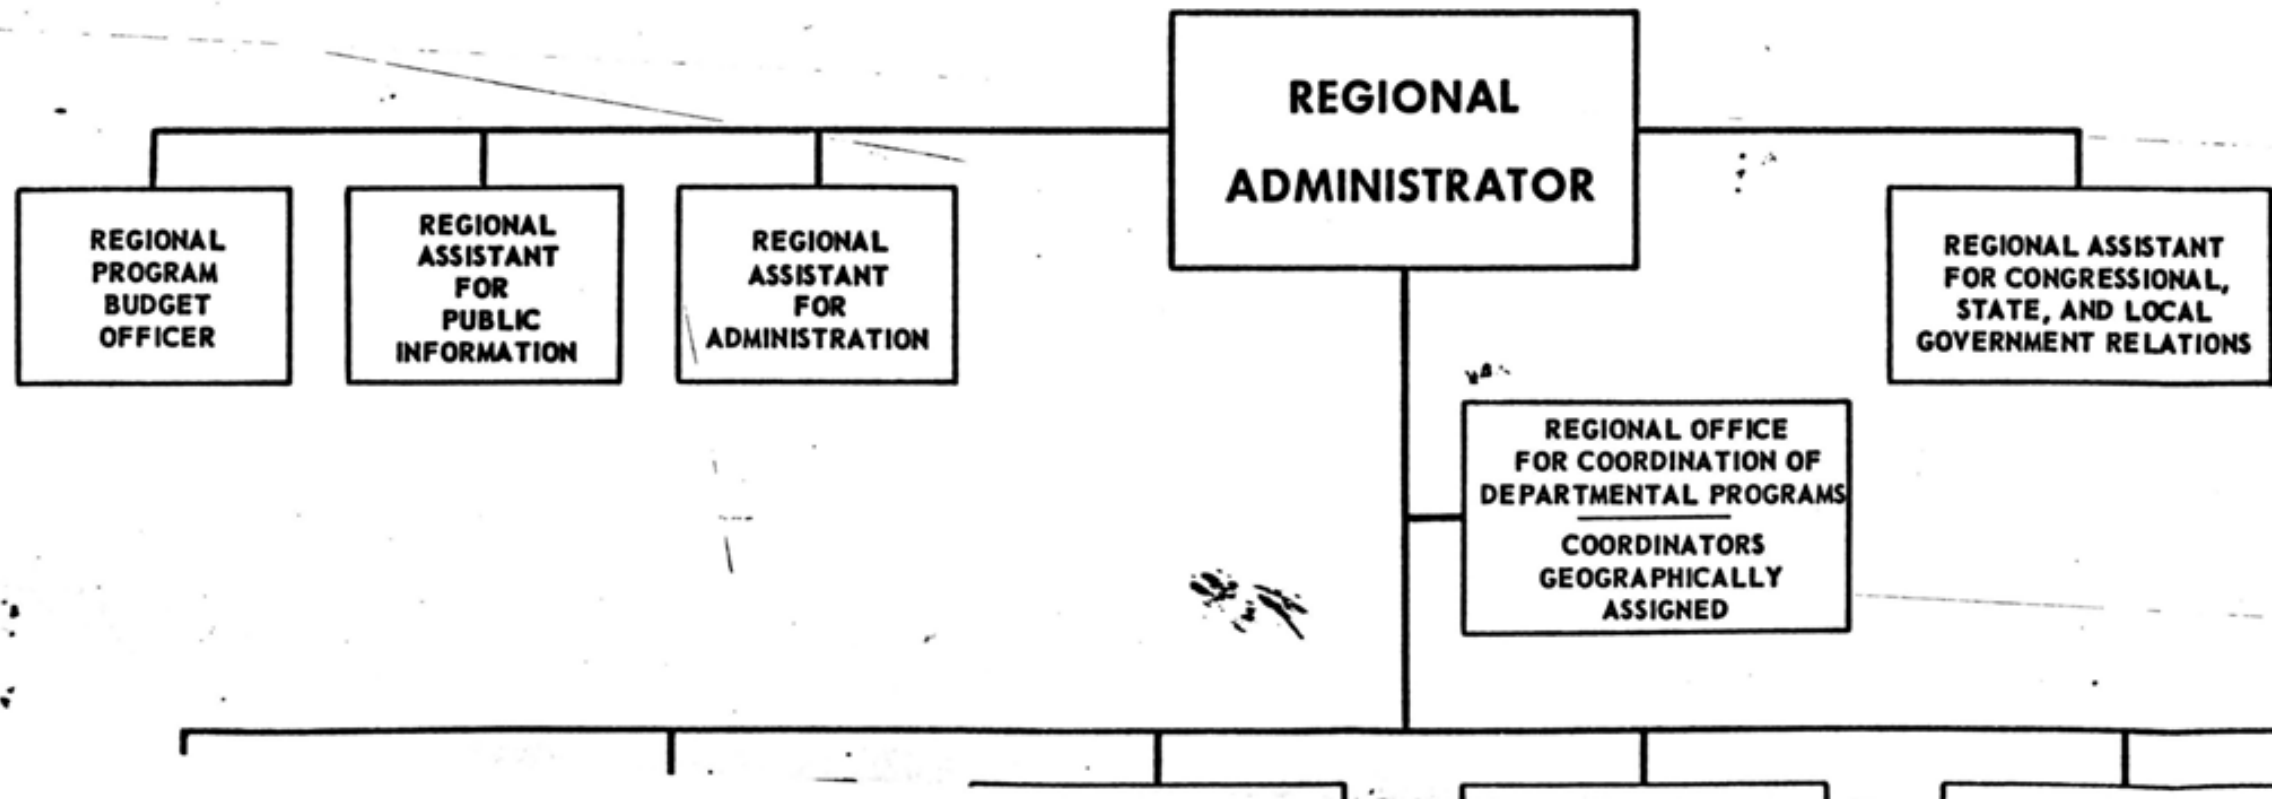 REGIONAL
ADMINISTRATOR
REGIONAL
PROGRAM
BUDGET
OFFICER
REGIONAL
ASSISTANT
FOR
PUBLIC
INFORMATION
REGIONAL
ASSISTANT
FOR
ADMINISTRATION
REGIONAL ASSISTANT
FOR CONGRESSIONAL,
STATE, AND LOCAL
GOVERNMENT RELATIONS
REGIONAL OFFICE
FOR COORDINATION OF
DEPARTMENTAL PROGRAMS
COORDINATORS
GEOGRAPHICALLY
ASSIGNED